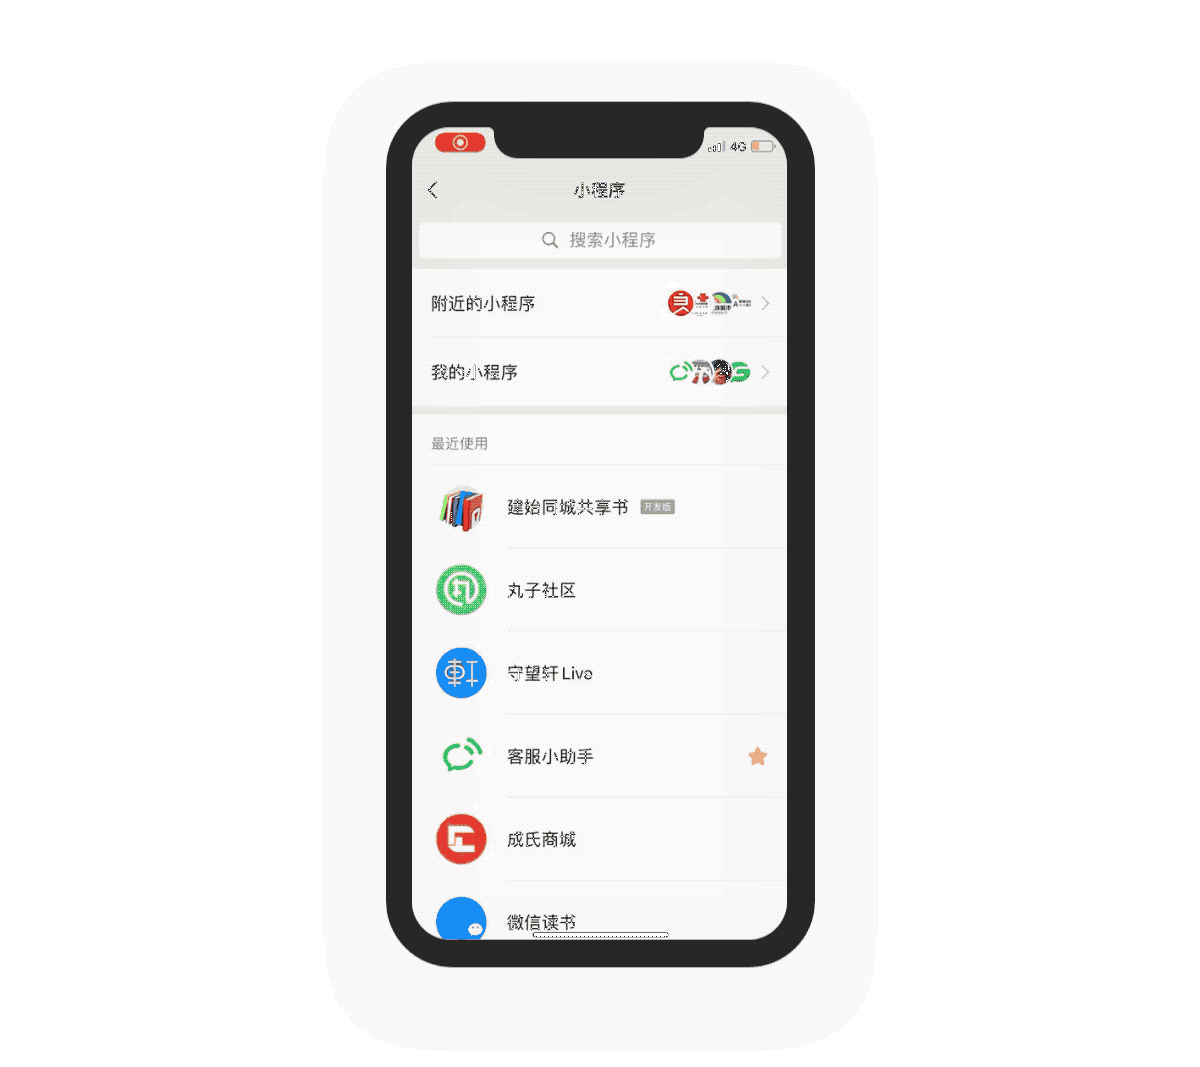 4G
小程序
搜索小程序
附近的小程序
我的小程序
最近使用
建始同城共享书 开发版
丸子社区
守望轩 Live
客服小助手
成氏商城
微信读书